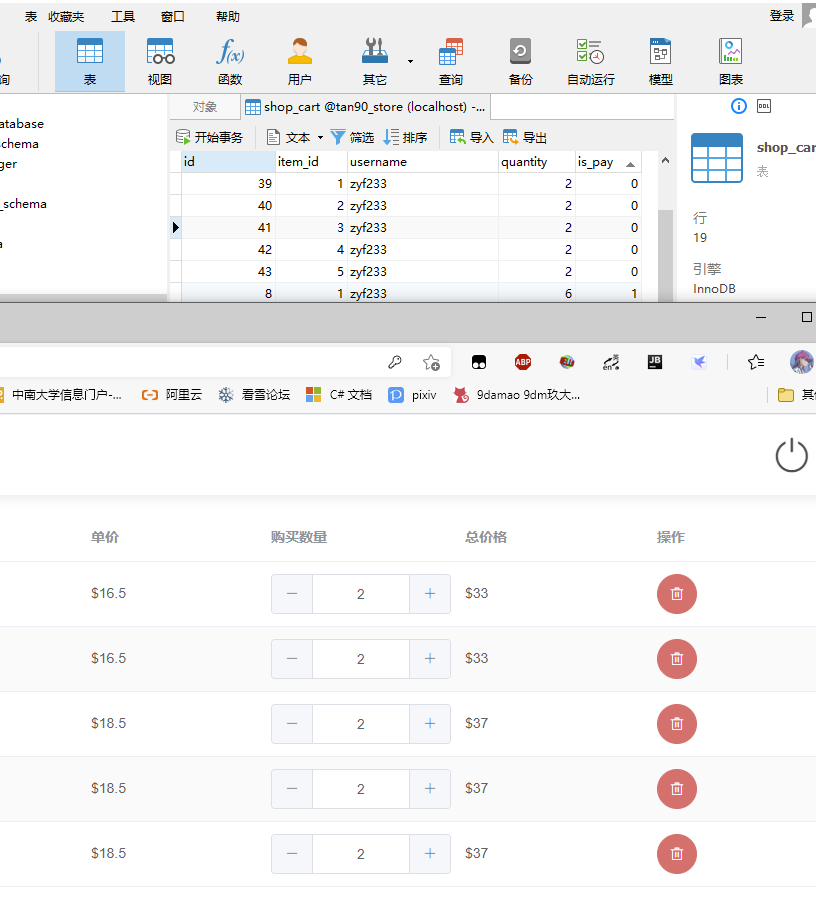 表 收藏夹 工具 窗口 帮助 登录
询 表 视图 函数 用户 其它 查询 备份 自动运行 模型 图表
对象 shop_cart @tan90_store (localhost) -...
开始事务 文本 筛选 排序 导入 导出
atabase
schema
ger
_schema
a
id item_id username quantity is_pay
39 1 zyf233 2 0
40 2 zyf233 2 0
41 3 zyf233 2 0
42 4 zyf233 2 0
43 5 zyf233 2 0
8 1 zyf233 6 1
DDL
shop_car
表
行
19
引擎
InnoDB
ABP en JB
中南大学信息门户-... 阿里云 看雪论坛 C# 文档 pixiv 9damao 9dm玖大... 其
单价 购买数量 总价格 操作
$16.5 − 2 + $33
$16.5 − 2 + $33
$18.5 − 2 + $37
$18.5 − 2 + $37
$18.5 − 2 + $37